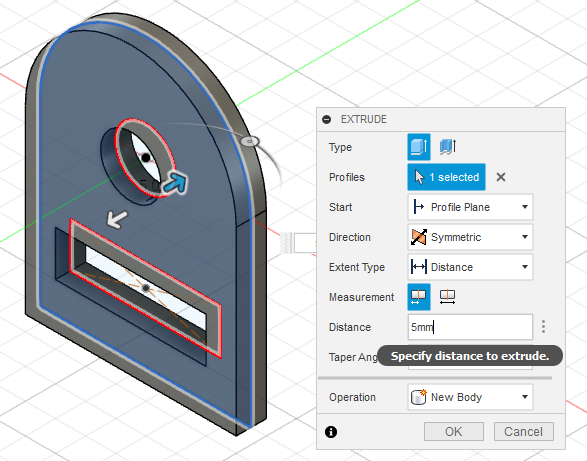 EXTRUDE
Type
Profiles 1 selected
Start Profile Plane
Direction Symmetric
Extent Type Distance
Measurement
Distance 5mm
Specify distance to extrude.
Taper Ang
Operation New Body
OK Cancel